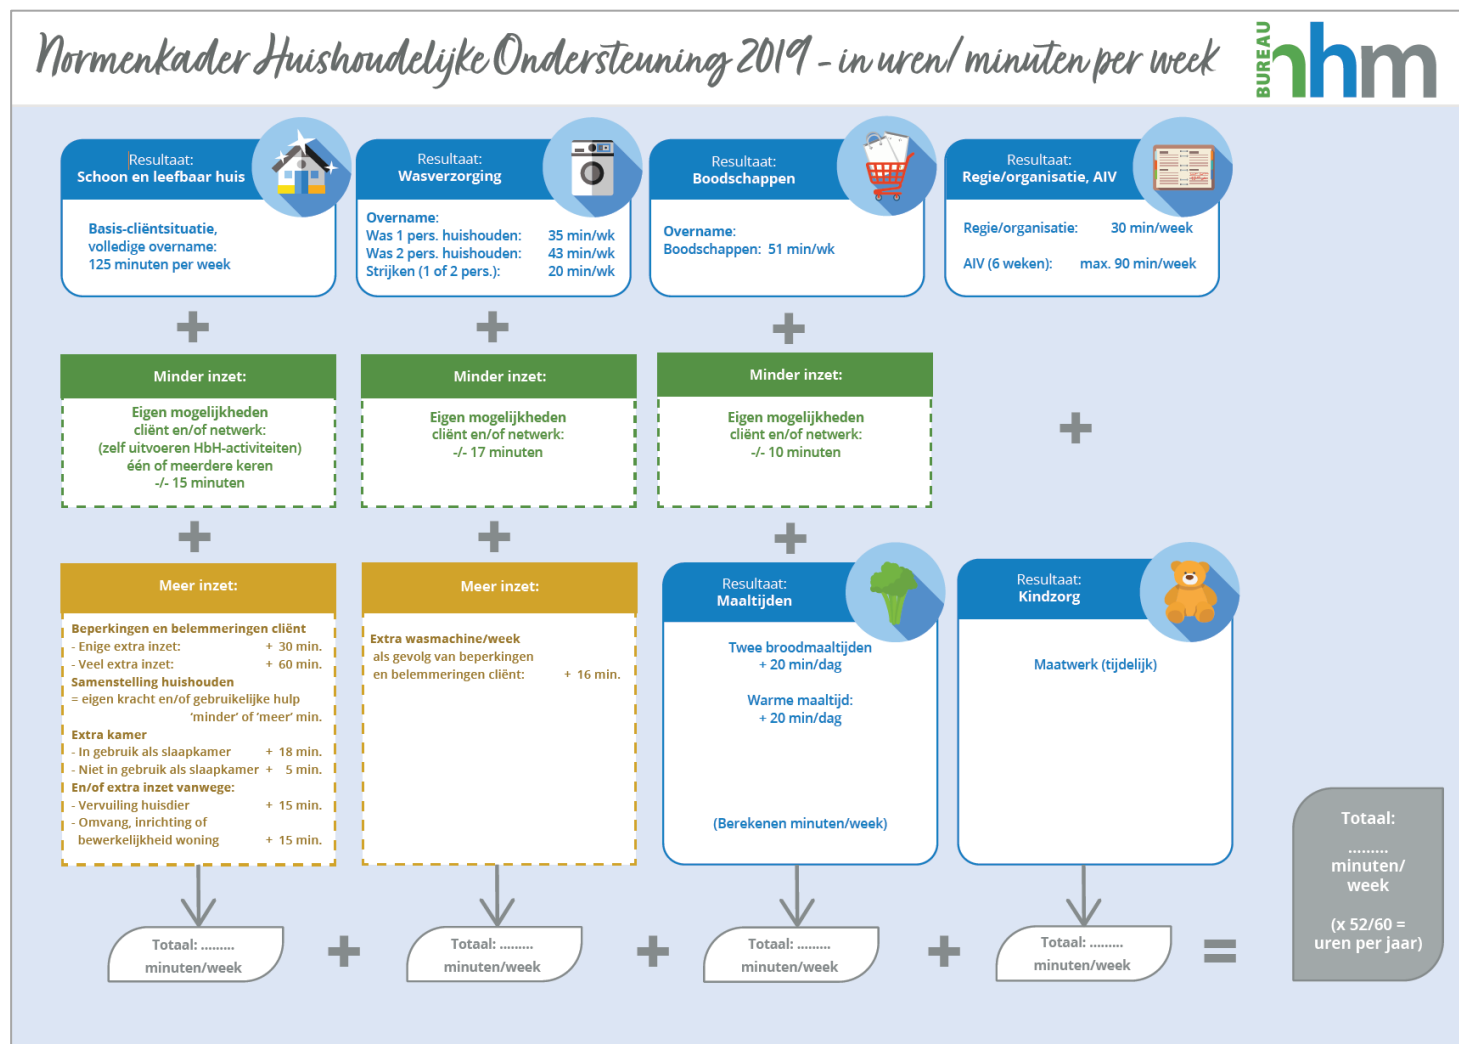 Normenkader Huishoudelijke Ondersteuning 2019 - in uren/ minuten per week
BUREAU
nhm
Resultaat:
Schoon en leefbaar huis
Basis-cliëntsituatie,
volledige overname:
125 minuten per week
Resultaat:
Wasverzorging
Overname:
Was 1 pers. huishouden: 35 min/wk
Was 2 pers. huishouden: 43 min/wk
Strijken (1 of 2 pers.): 20 min/wk
Resultaat:
Boodschappen
Overname:
Boodschappen: 51 min/wk
Resultaat:
Regie/organisatie, AIV
Regie/organisatie: 30 min/week
AIV (6 weken): max. 90 min/week
+
+
+
Minder inzet:
Eigen mogelijkheden
cliënt en/of netwerk:
(zelf uitvoeren HbH-activiteiten)
één of meerdere keren
-/- 15 minuten
Minder inzet:
Eigen mogelijkheden
cliënt en/of netwerk:
-/- 17 minuten
Minder inzet:
Eigen mogelijkheden
cliënt en/of netwerk:
-/- 10 minuten
+
+
+
+
Meer inzet:
Beperkingen en belemmeringen cliënt
- Enige extra inzet: + 30 min.
- Veel extra inzet: + 60 min.
Samenstelling huishouden
= eigen kracht en/of gebruikelijke hulp
'minder' of 'meer' min.
Extra kamer
- In gebruik als slaapkamer + 18 min.
- Niet in gebruik als slaapkamer + 5 min.
En/of extra inzet vanwege:
- Vervuiling huisdier + 15 min.
- Omvang, inrichting of
bewerkelijkheid woning + 15 min.
Meer inzet:
Extra wasmachine/week
als gevolg van beperkingen
en belemmeringen cliënt: + 16 min.
Resultaat:
Maaltijden
Twee broodmaaltijden
+ 20 min/dag
Warme maaltijd:
+ 20 min/dag
(Berekenen minuten/week)
Resultaat:
Kindzorg
Maatwerk (tijdelijk)
Totaal: .........
minuten/week
+
Totaal: .........
minuten/week
+
Totaal: .........
minuten/week
+
Totaal: .........
minuten/week
=
Totaal:
.........
minuten/
week
(x 52/60 =
uren per jaar)